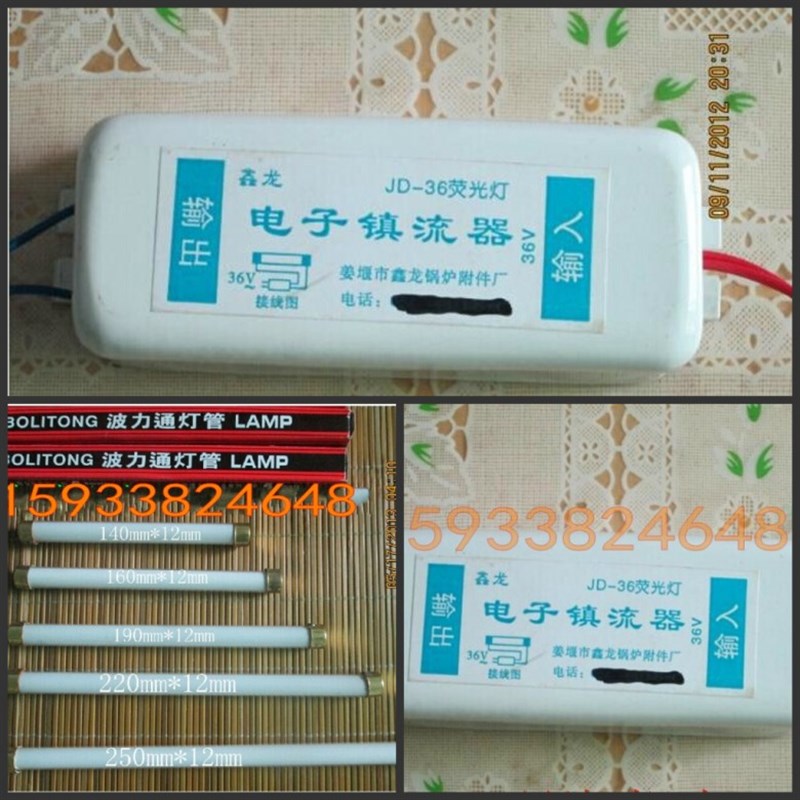 09/11/2012 20:31
鑫龙
JD-36荧光灯
输出
电子镇流器
36V
输入
36V
~
接线图
姜堰市鑫龙锅炉附件厂
电话：
BOLITONG 波力通灯管 LAMP
BOLITONG 波力通灯管 LAMP
15933824648
140mm*12mm
160mm*12mm
190mm*12mm
220mm*12mm
250mm*12mm
5933824648
鑫龙
JD-36荧光灯
输出
电子镇流器
36V
输入
36V
~
接线图
姜堰市鑫龙锅炉附件厂
电话：